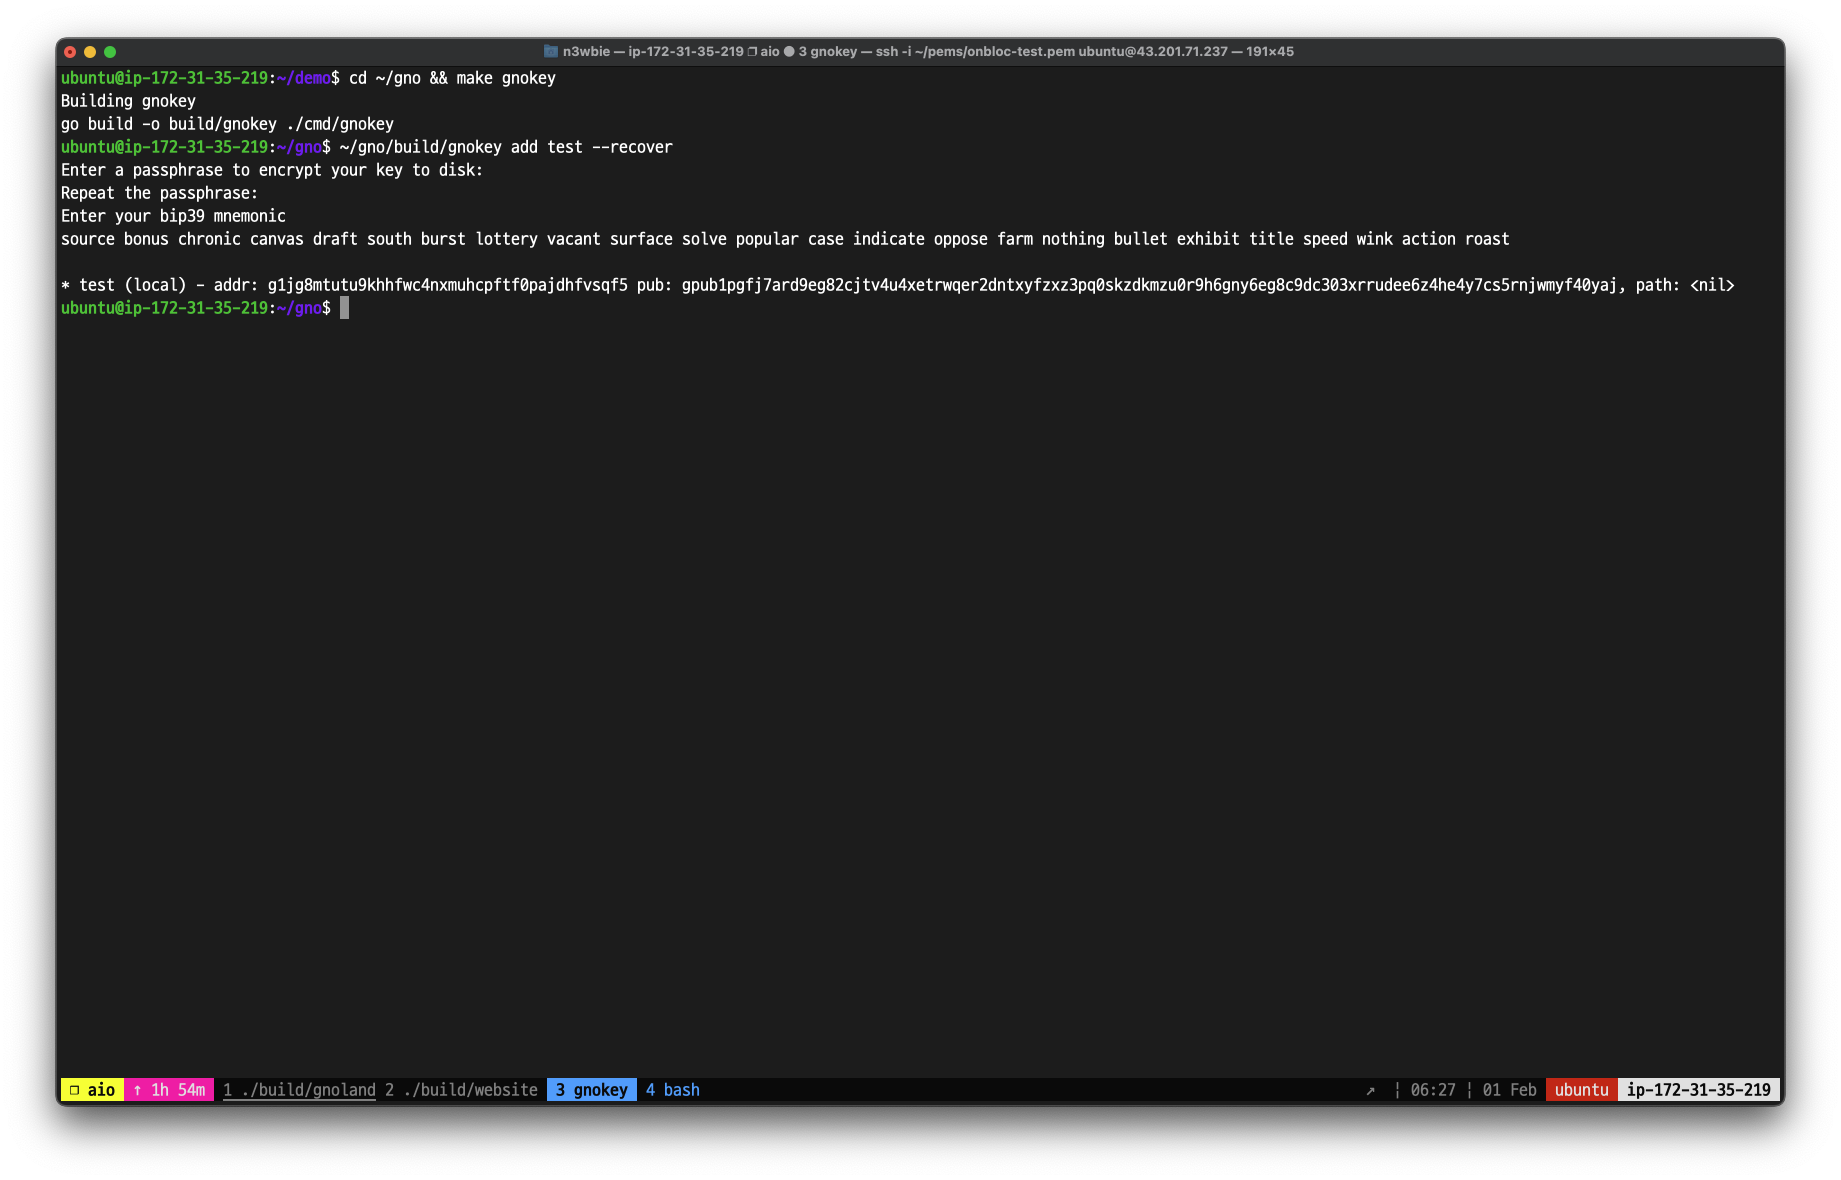 n3wbie — ip-172-31-35-219 ❐ aio ● 3 gnokey — ssh -i ~/pems/onbloc-test.pem ubuntu@43.201.71.237 — 191×45
ubuntu@ip-172-31-35-219:~/demo$ cd ~/gno && make gnokey
Building gnokey
go build -o build/gnokey ./cmd/gnokey
ubuntu@ip-172-31-35-219:~/gno$ ~/gno/build/gnokey add test --recover
Enter a passphrase to encrypt your key to disk:
Repeat the passphrase:
Enter your bip39 mnemonic
source bonus chronic canvas draft south burst lottery vacant surface solve popular case indicate oppose farm nothing bullet exhibit title speed wink action roast
* test (local) - addr: g1jg8mtutu9khhfwc4nxmuhcpftf0pajdhfvsqf5 pub: gpub1pgfj7ard9eg82cjtv4u4xetrwqer2dntxyfzxz3pq0skzdkmzu0r9h6gny6eg8c9dc303xrrudee6z4he4y7cs5rnjwmyf40yaj, path: <nil>
ubuntu@ip-172-31-35-219:~/gno$
❐ aio ↑ 1h 54m 1 ./build/gnoland 2 ./build/website 3 gnokey 4 bash ↗ ¦ 06:27 ¦ 01 Feb ubuntu ip-172-31-35-219